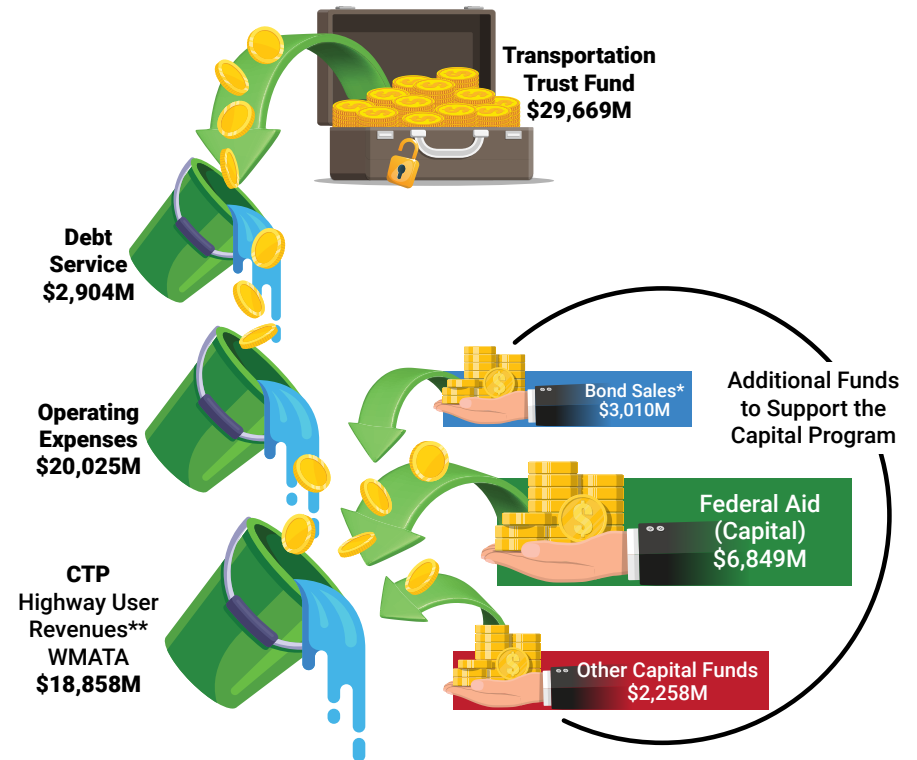 Transportation
Trust Fund
$29,669M
Debt
Service
$2,904M
Operating
Expenses
$20,025M
CTP
Highway User
Revenues**
WMATA
$18,858M
Bond Sales*
$3,010M
Additional Funds
to Support the
Capital Program
Federal Aid
(Capital)
$6,849M
Other Capital Funds
$2,258M